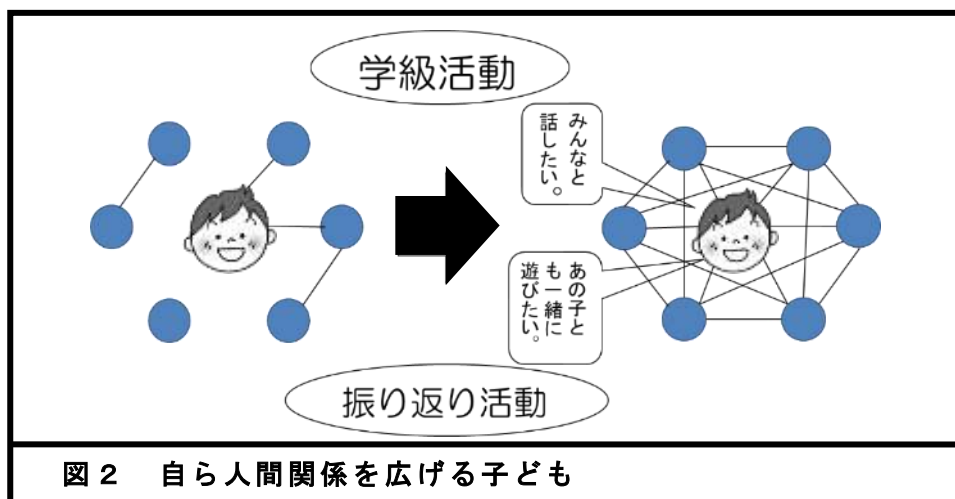 学級活動
みんなと
話したい。
あの子と
も一緒に
遊びたい。
振り返り活動
図２　自ら人間関係を広げる子ども